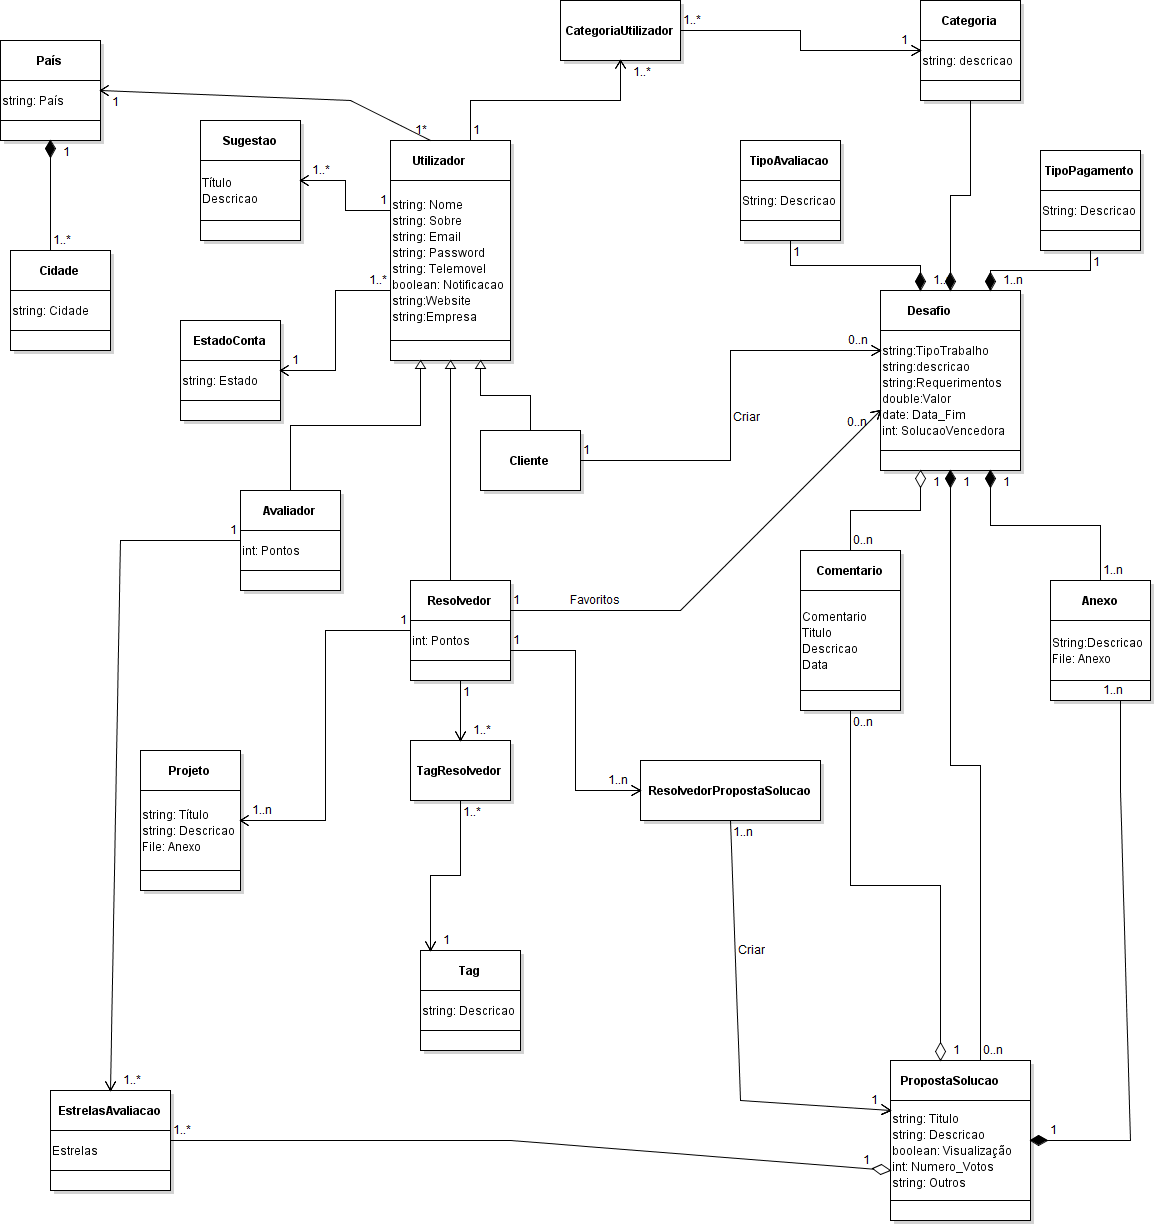 CategoriaUtilizador
1..*
1
1..*
Categoria
string: descricao
País
string: País
1
1
1*
1
Sugestao
Título
Descricao
1..*
1
Utilizador
string: Nome
string: Sobre
string: Email
string: Password
string: Telemovel
boolean: Notificacao
string:Website
string:Empresa
TipoAvaliacao
String: Descricao
1
TipoPagamento
String: Descricao
1
1..*
Cidade
string: Cidade
1..*
EstadoConta
string: Estado
1
1..
1..n
Desafio
string:TipoTrabalho
string:descricao
string:Requerimentos
double:Valor
date: Data_Fim
int: SolucaoVencedora
0..n
Criar
0..n
Cliente
1
1
1
1
Avaliador
int: Pontos
1
0..n
Comentario
Comentario
Titulo
Descricao
Data
0..n
1..n
Anexo
String:Descricao
File: Anexo
1..n
Resolvedor
int: Pontos
1
1
Favoritos
1
1
1..*
TagResolvedor
1..*
Projeto
string: Título
string: Descricao
File: Anexo
1..n
1..n
ResolvedorPropostaSolucao
1..n
Criar
1
Tag
string: Descricao
1
0..n
PropostaSolucao
string: Titulo
string: Descricao
boolean: Visualização
int: Numero_Votos
string: Outros
1
1
1
1..*
EstrelasAvaliacao
Estrelas
1..*